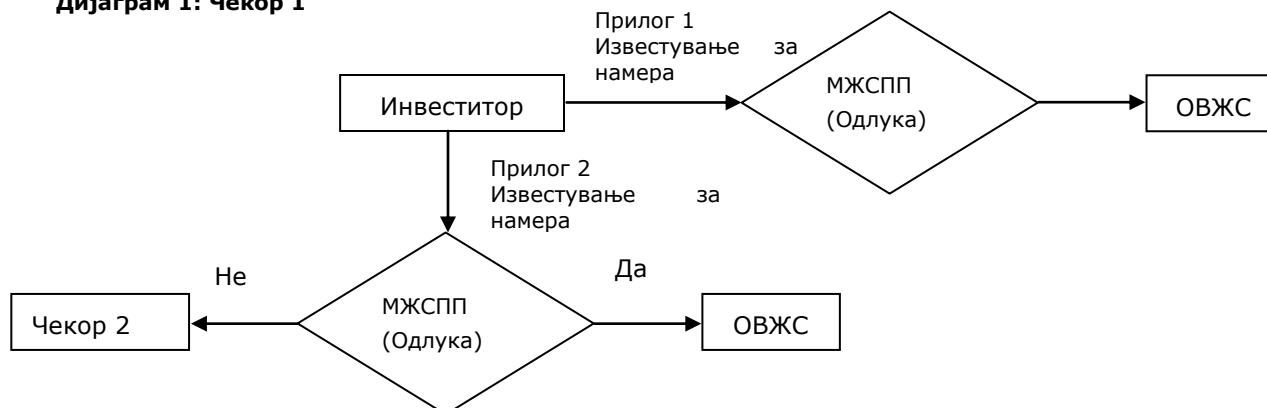 Дијаграм 1: Чекор 1
Прилог 1
Известување за
намера
Инвеститор
МЖСПП
(Одлука)
ОВЖС
Прилог 2
Известување за
намера
Не
Да
Чекор 2
МЖСПП
(Одлука)
ОВЖС